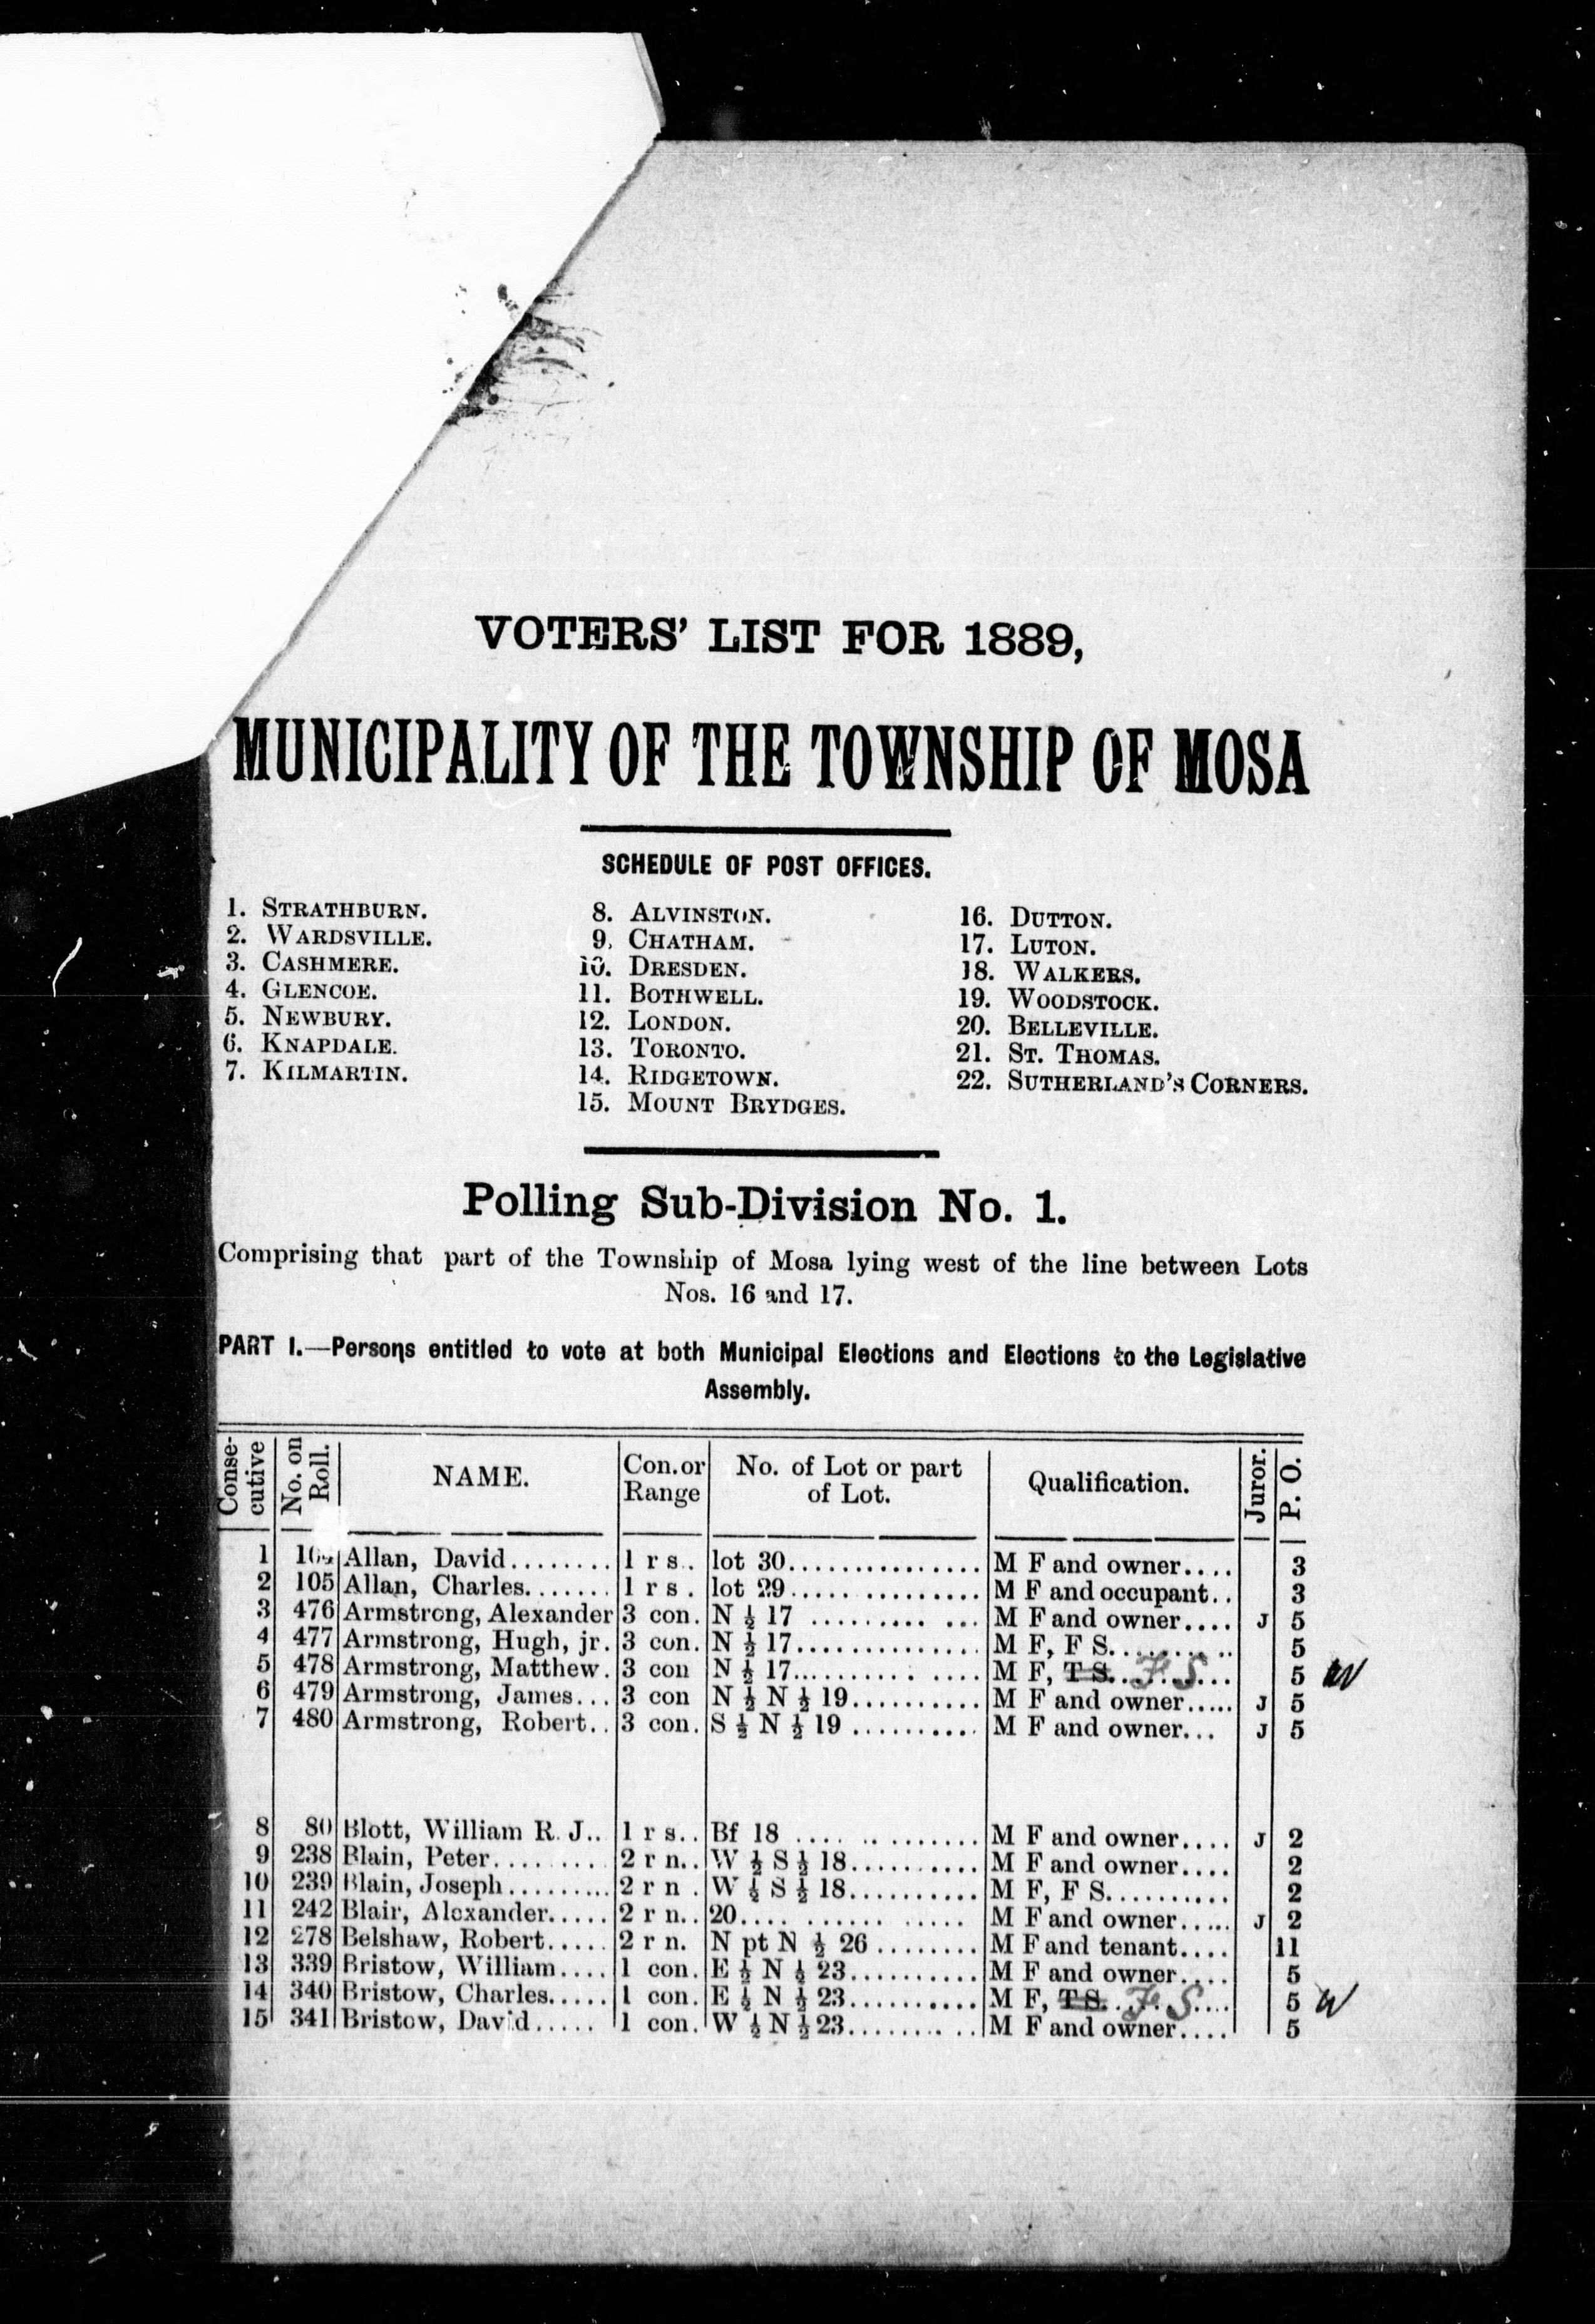 VOTERS' LIST FOR 1889,
MUNICIPALITY OF THE TOWNSHIP OF MOSA
SCHEDULE OF POST OFFICES.
1. STRATHBURN.
2. WARDSVILLE.
3. CASHMERE.
4. GLENCOE.
5. NEWBURY.
6. KNAPDALE.
7. KILMARTIN.
8. ALVINSTON.
9, CHATHAM.
10. DRESDEN.
11. BOTHWELL.
12. LONDON.
13. TORONTO.
14. RIDGETOWN.
15. MOUNT BRYDGES.
16. DUTTON.
17. LUTON.
18. WALKERS.
19. WOODSTOCK.
20. BELLEVILLE.
21. ST. THOMAS.
22. SUTHERLAND'S CORNERS.
Polling Sub-Division No. 1.
Comprising that part of the Township of Mosa lying west of the line between Lots
Nos. 16 and 17.
PART I.—Persons entitled to vote at both Municipal Elections and Elections to the Legislative
Assembly.
Conse-cutive No. on Roll. NAME. Con. or Range No. of Lot or part of Lot. Qualification. Juror. P. O.
1 104 Allan, David........ 1 r s.. lot 30............... M F and owner.... 3
2 105 Allan, Charles....... 1 r s . lot 29............... M F and occupant.. 3
3 476 Armstrong, Alexander 3 con. N ½ 17 .......... ... M F and owner.... J 5
4 477 Armstrong, Hugh, jr. 3 con. N ½ 17............... M F, F S........... 5
5 478 Armstrong, Matthew. 3 con N ½ 17............... M F, T S. F. S.... 5 W
6 479 Armstrong, James... 3 con N ½ N ½ 19.......... M F and owner..... J 5
7 480 Armstrong, Robert.. 3 con. S ½ N ½ 19 .......... M F and owner... J 5
8 80 Blott, William R. J.. 1 r s.. Bf 18 .... .. ......... M F and owner.... J 2
9 238 Blain, Peter......... 2 r n.. W ½ S ½ 18.......... M F and owner.... 2
10 239 Blain, Joseph......... 2 r n . W ½ S ½ 18.......... M F, F S.......... 2
11 242 Blair, Alexander..... 2 r n.. 20.... ...... ..... M F and owner..... J 2
12 278 Belshaw, Robert..... 2 r n. N pt N ½ 26 ........ M F and tenant.... 11
13 339 Bristow, William.... 1 con. E ½ N ½ 23.......... M F and owner.... 5
14 340 Bristow, Charles..... 1 con. E ½ N ½ 23.......... M F, T S. F. S.... 5 W
15 341 Bristow, David..... 1 con. W ½ N ½ 23.......... M F and owner.... 5